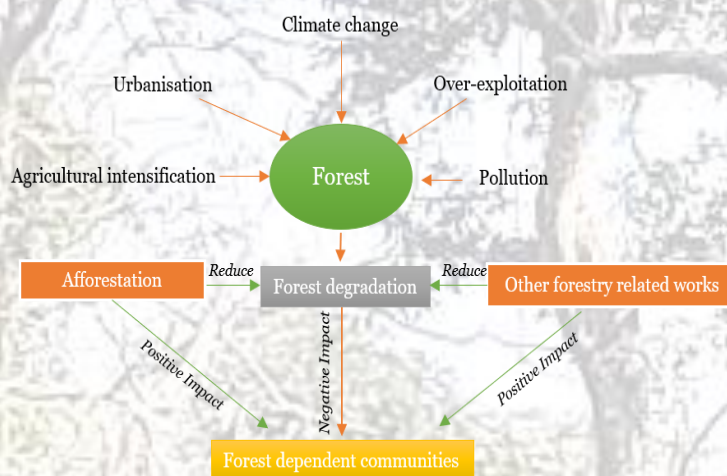 Climate change
Urbanisation
Over-exploitation
Agricultural intensification
Forest
Pollution
Afforestation
Reduce
Forest degradation
Reduce
Other forestry related works
Positive Impact
Negative Impact
Positive Impact
Forest dependent communities